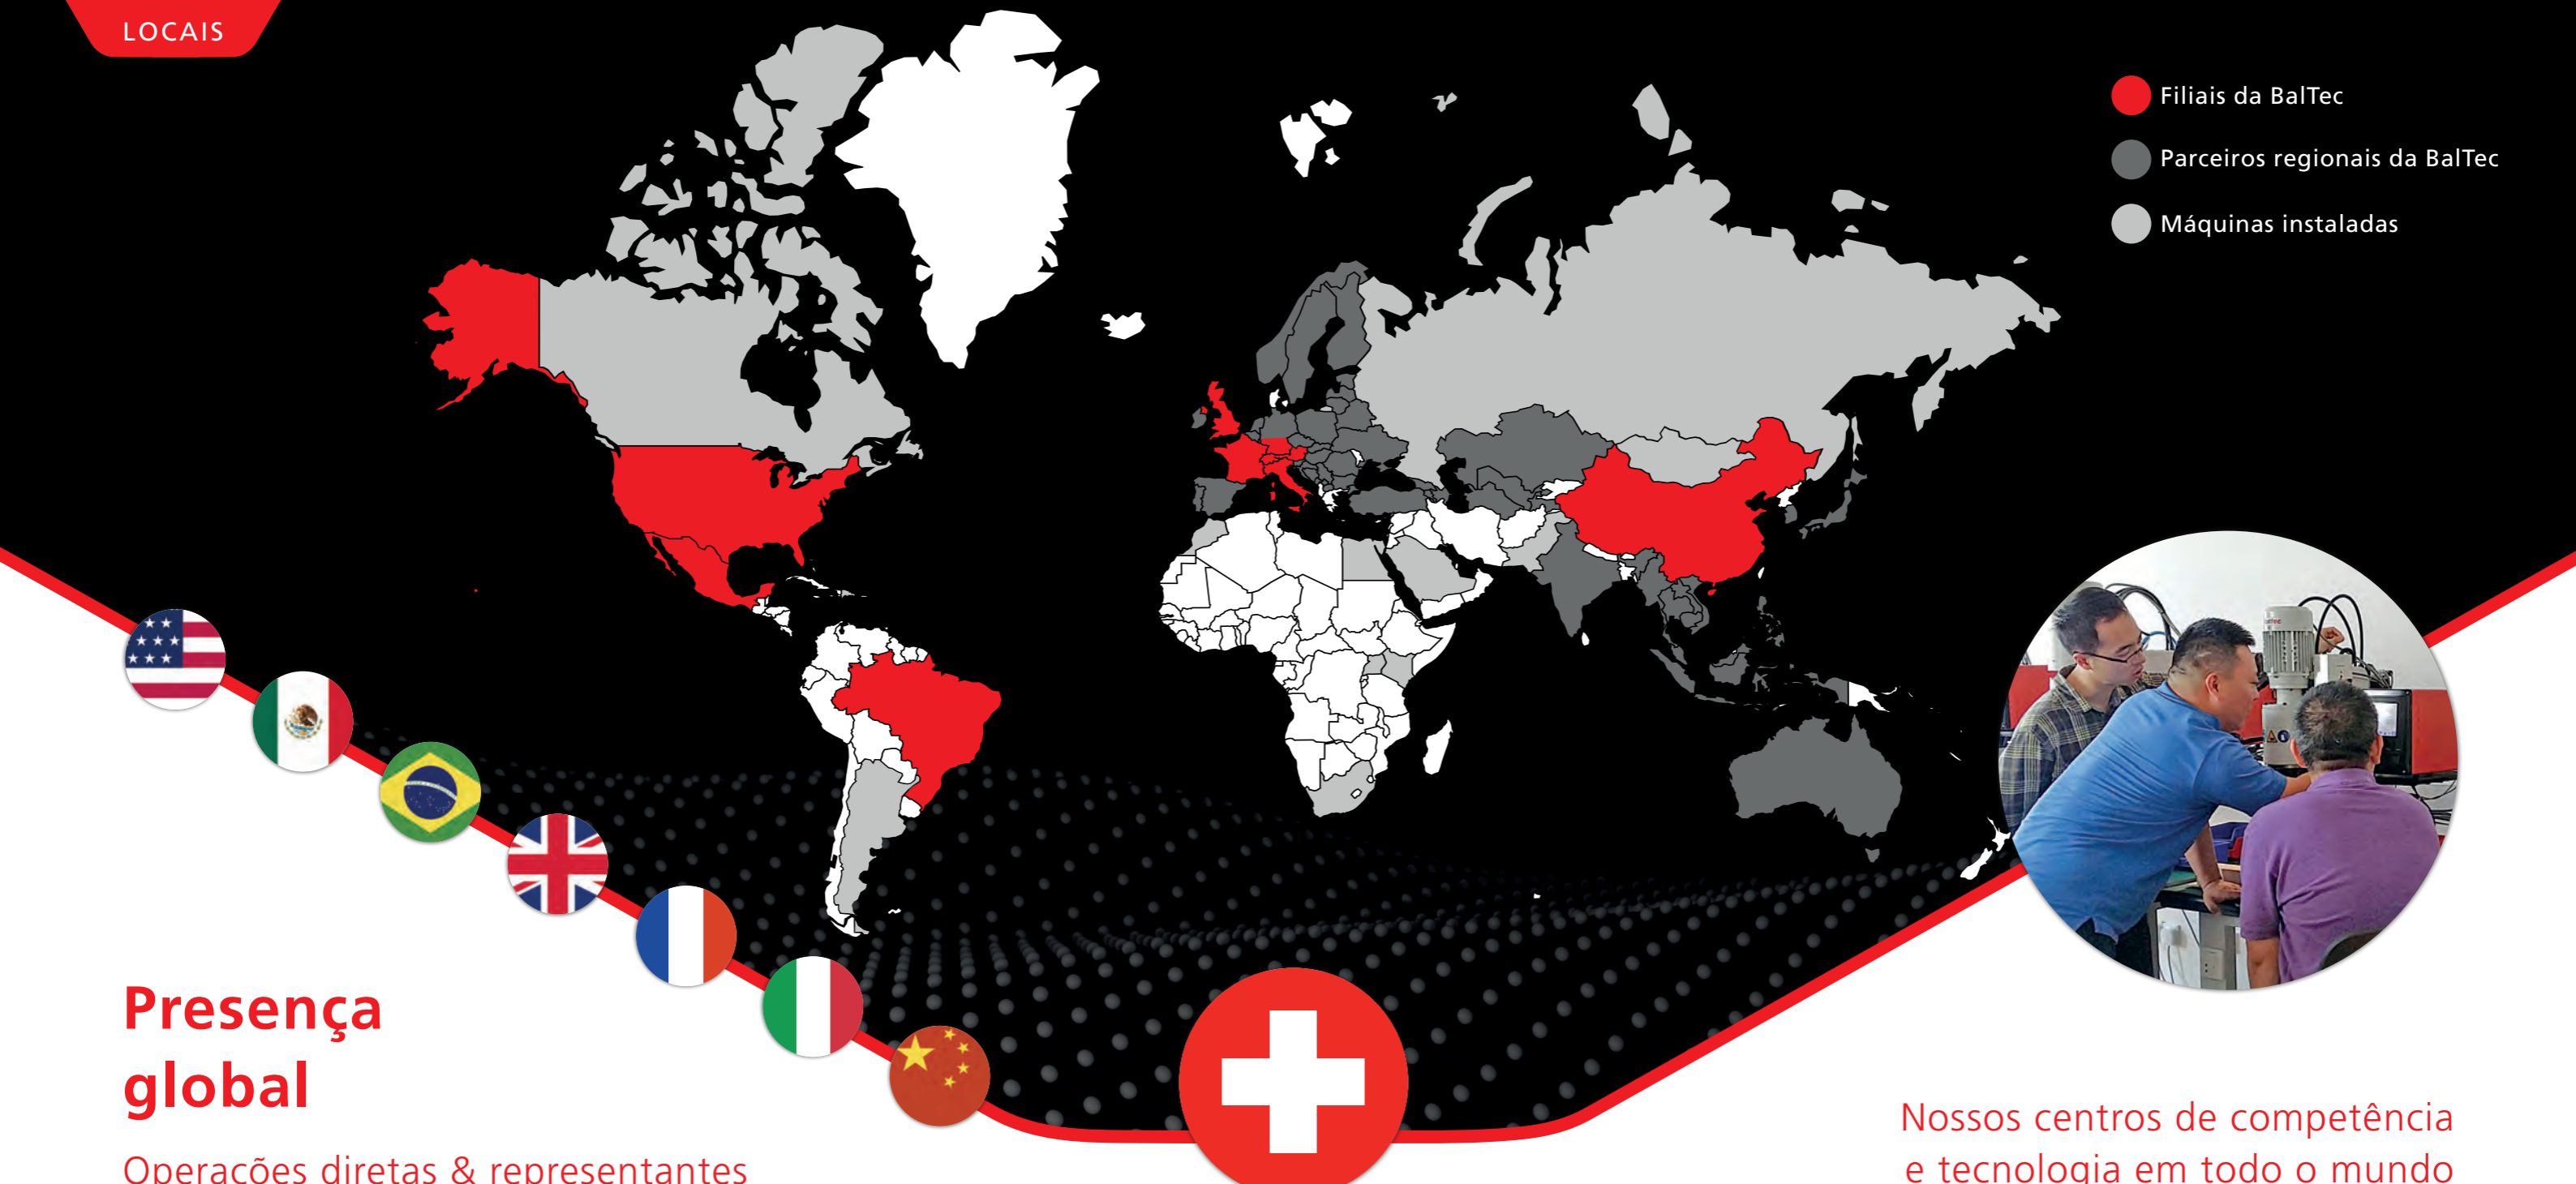 LOCAIS
Filiais da BalTec
Parceiros regionais da BalTec
Máquinas instaladas
Presença
global
Operações diretas & representantes
Nossos centros de competência
e tecnologia em todo o mundo